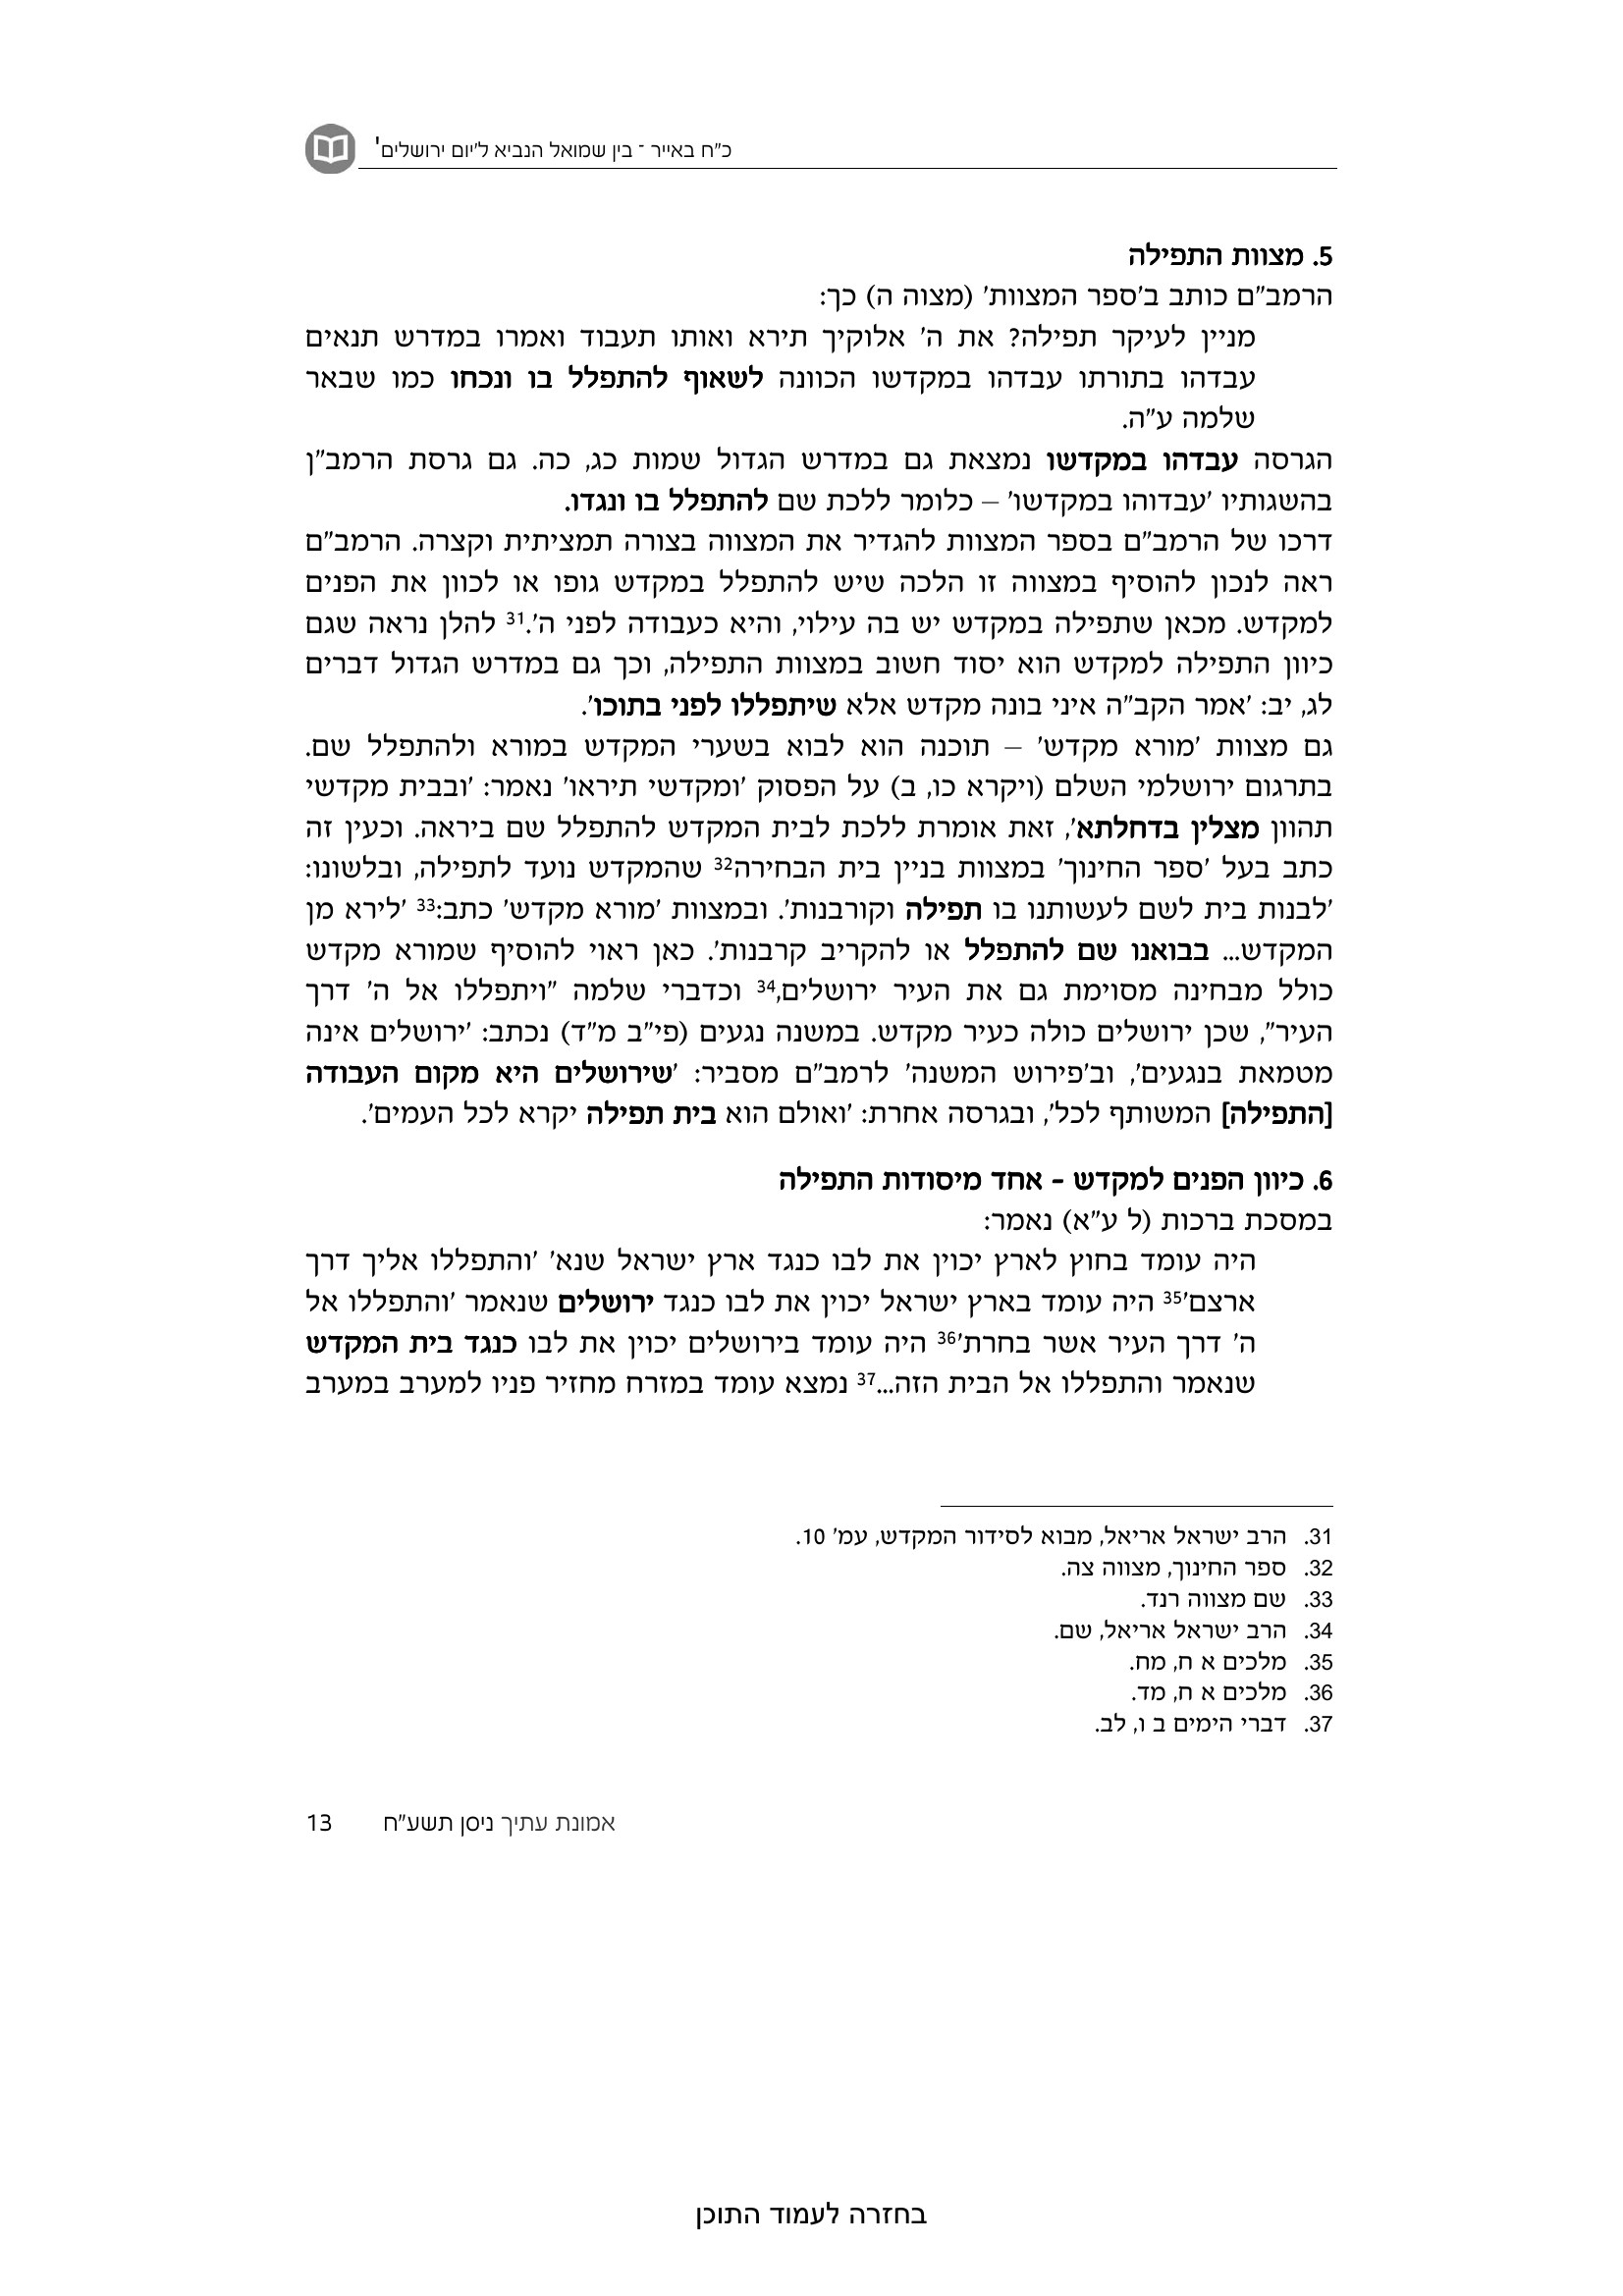 כ"ח באייר - בין שמואל הנביא ל'יום ירושלים'
5. מצוות התפילה
הרמב"ם כותב ב'ספר המצוות' (מצוה ה) כך:
מניין לעיקר תפילה? את ה' אלוקיך תירא ואותו תעבוד ואמרו במדרש תנאים
עבדהו בתורתו עבדהו במקדשו הכוונה לשאוף להתפלל בו ונכחו כמו שבאר
שלמה ע"ה.
הגרסה עבדהו במקדשו נמצאת גם במדרש הגדול שמות כג, כה. גם גרסת הרמב"ן
בהשגותיו 'עבדוהו במקדשו' – כלומר ללכת שם להתפלל בו ונגדו.
דרכו של הרמב"ם בספר המצוות להגדיר את המצווה בצורה תמציתית וקצרה. הרמב"ם
ראה לנכון להוסיף במצווה זו הלכה שיש להתפלל במקדש גופו או לכוון את הפנים
למקדש. מכאן שתפילה במקדש יש בה עילוי, והיא כעבודה לפני ה'.31 להלן נראה שגם
כיוון התפילה למקדש הוא יסוד חשוב במצוות התפילה, וכך גם במדרש הגדול דברים
לג, יב: 'אמר הקב"ה איני בונה מקדש אלא שיתפללו לפני בתוכו'.
גם מצוות 'מורא מקדש' – תוכנה הוא לבוא בשערי המקדש במורא ולהתפלל שם.
בתרגום ירושלמי השלם (ויקרא כו, ב) על הפסוק 'ומקדשי תיראו' נאמר: 'ובבית מקדשי
תהוון מצלין בדחלתא', זאת אומרת ללכת לבית המקדש להתפלל שם ביראה. וכעין זה
כתב בעל 'ספר החינוך' במצוות בניין בית הבחירה32 שהמקדש נועד לתפילה, ובלשונו:
'לבנות בית לשם לעשותנו בו תפילה וקורבנות'. ובמצוות 'מורא מקדש' כתב:33 'לירא מן
המקדש... בבואנו שם להתפלל או להקריב קרבנות'. כאן ראוי להוסיף שמורא מקדש
כולל מבחינה מסוימת גם את העיר ירושלים,34 וכדברי שלמה "ויתפללו אל ה' דרך
העיר", שכן ירושלים כולה כעיר מקדש. במשנה נגעים (פי"ב מ"ד) נכתב: 'ירושלים אינה
מטמאת בנגעים', וב'פירוש המשנה' לרמב"ם מסביר: 'שירושלים היא מקום העבודה
[התפילה] המשותף לכל', ובגרסה אחרת: 'ואולם הוא בית תפילה יקרא לכל העמים'.
6. כיוון הפנים למקדש - אחד מיסודות התפילה
במסכת ברכות (ל ע"א) נאמר:
היה עומד בחוץ לארץ יכוין את לבו כנגד ארץ ישראל שנא' 'והתפללו אליך דרך
ארצם'35 היה עומד בארץ ישראל יכוין את לבו כנגד ירושלים שנאמר 'והתפללו אל
ה' דרך העיר אשר בחרת'36 היה עומד בירושלים יכוין את לבו כנגד בית המקדש
שנאמר והתפללו אל הבית הזה...37 נמצא עומד במזרח מחזיר פניו למערב במערב
31. הרב ישראל אריאל, מבוא לסידור המקדש, עמ' 10.
32. ספר החינוך, מצווה צה.
33. שם מצווה רנד.
34. הרב ישראל אריאל, שם.
35. מלכים א ח, מח.
36. מלכים א ח, מד.
37. דברי הימים ב ו, לב.
אמונת עתיך ניסן תשע"ח 13
בחזרה לעמוד התוכן